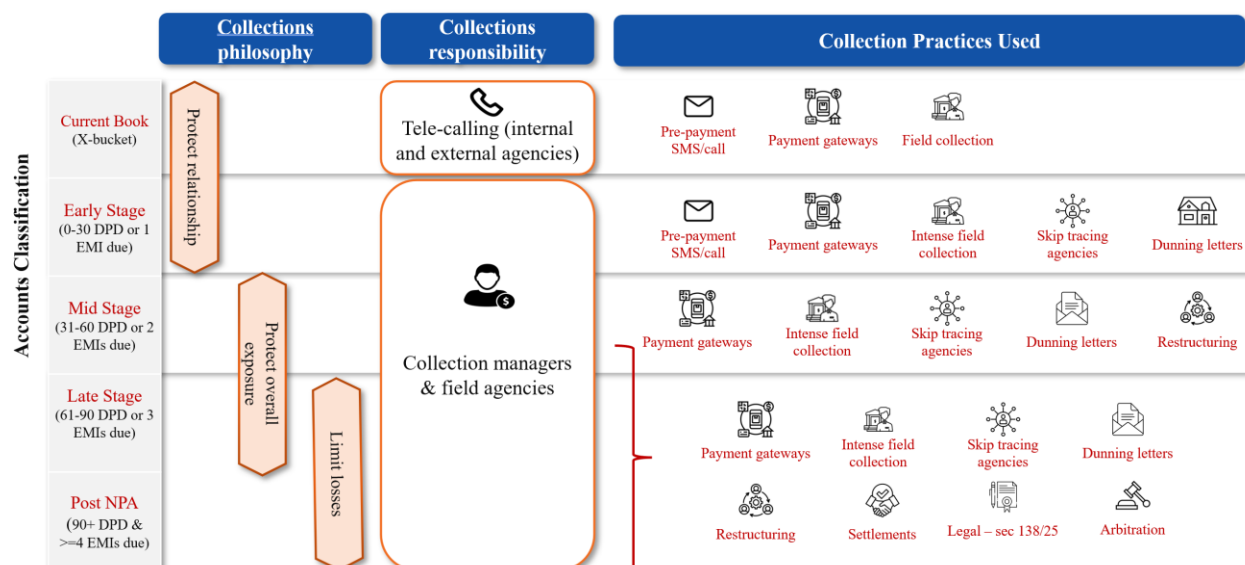 Collections
philosophy
Collections
responsibility
Collection Practices Used
Accounts Classification
Current Book
(X-bucket)
Protect relationship
Tele-calling (internal
and external agencies)
Pre-payment
SMS/call
Payment gateways
Field collection
Early Stage
(0-30 DPD or 1
EMI due)
Pre-payment
SMS/call
Payment gateways
Intense field
collection
Skip tracing
agencies
Dunning letters
Mid Stage
(31-60 DPD or 2
EMIs due)
Protect overall
exposure
Collection managers
& field agencies
Payment gateways
Intense field
collection
Skip tracing
agencies
Dunning letters
Restructuring
Late Stage
(61-90 DPD or 3
EMIs due)
Limit losses
Payment gateways
Intense field
collection
Skip tracing
agencies
Dunning letters
Post NPA
(90+ DPD &
>=4 EMIs due)
Restructuring
Settlements
Legal – sec 138/25
Arbitration